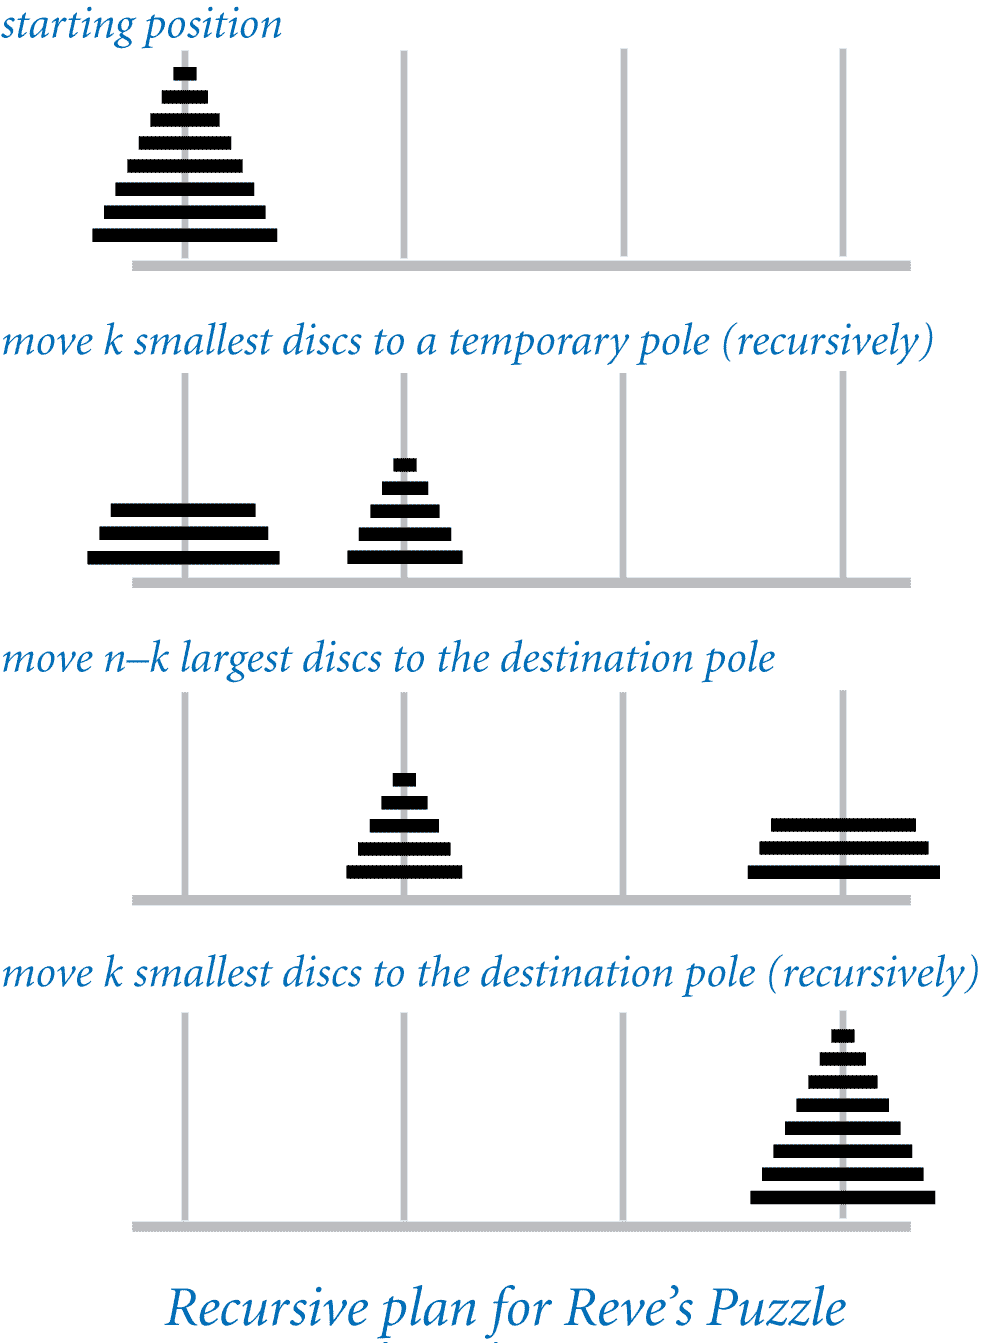 starting position
move k smallest discs to a temporary pole (recursively)
move n–k largest discs to the destination pole
move k smallest discs to the destination pole (recursively)
Recursive plan for Reve’s Puzzle